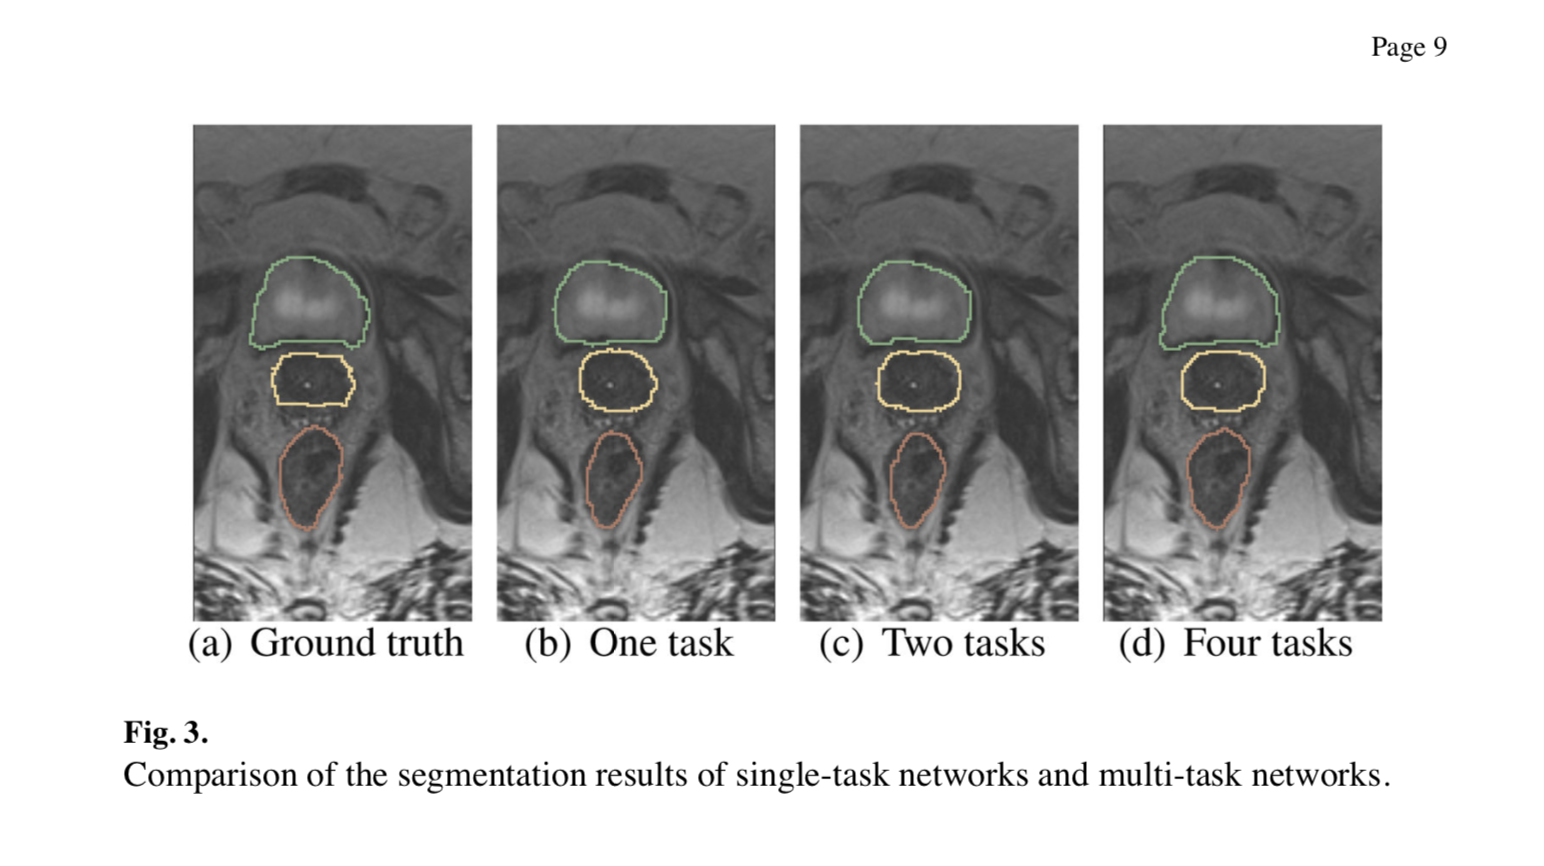 Page 9
(a) Ground truth
(b) One task
(c) Two tasks
(d) Four tasks
Fig. 3.
Comparison of the segmentation results of single-task networks and multi-task networks.